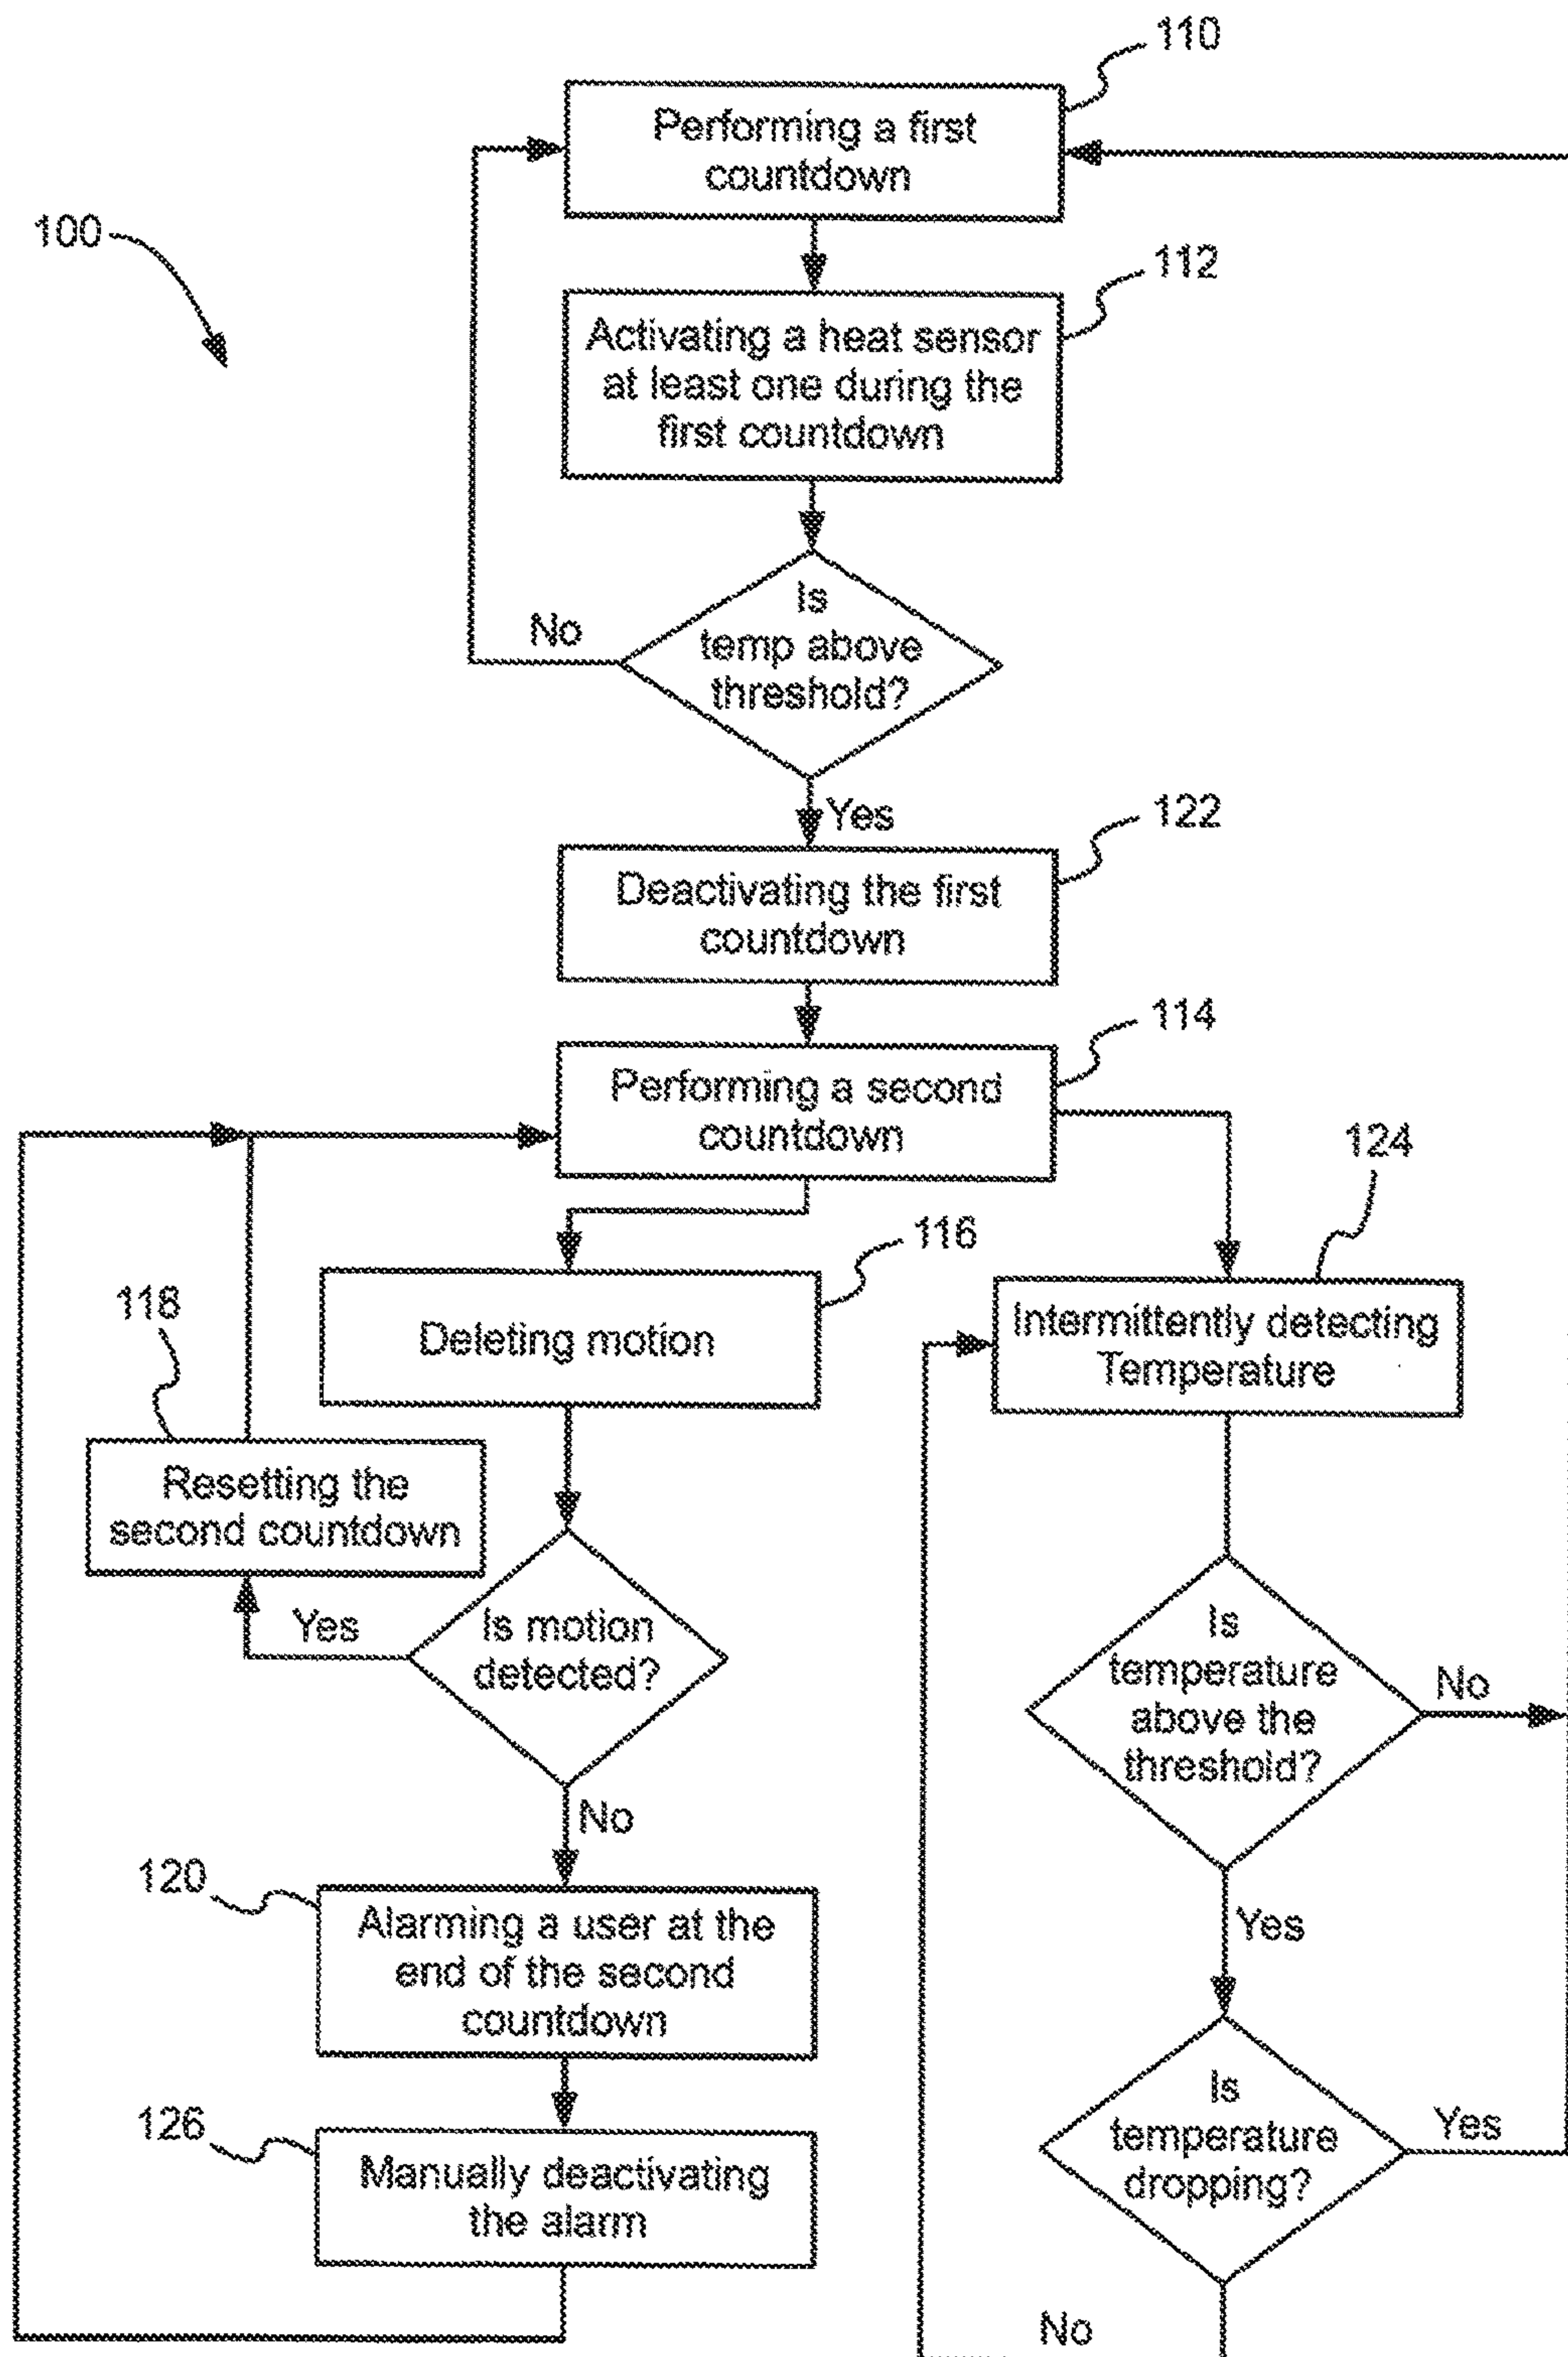 110
Performing a first
countdown
100
112
Activating a heat sensor
at least one during the
first countdown
Is
temp above
threshold?
No
Yes
122
Deactivating the first
countdown
114
Performing a second
countdown
124
116
118
Deleting motion
Intermittently detecting
Temperature
Resetting the
second countdown
Yes
Is motion
detected?
Is
temperature
above the
threshold?
No
No
120
Alarming a user at the
end of the second
countdown
Yes
126
Manually deactivating
the alarm
Is
temperature
dropping?
Yes
No